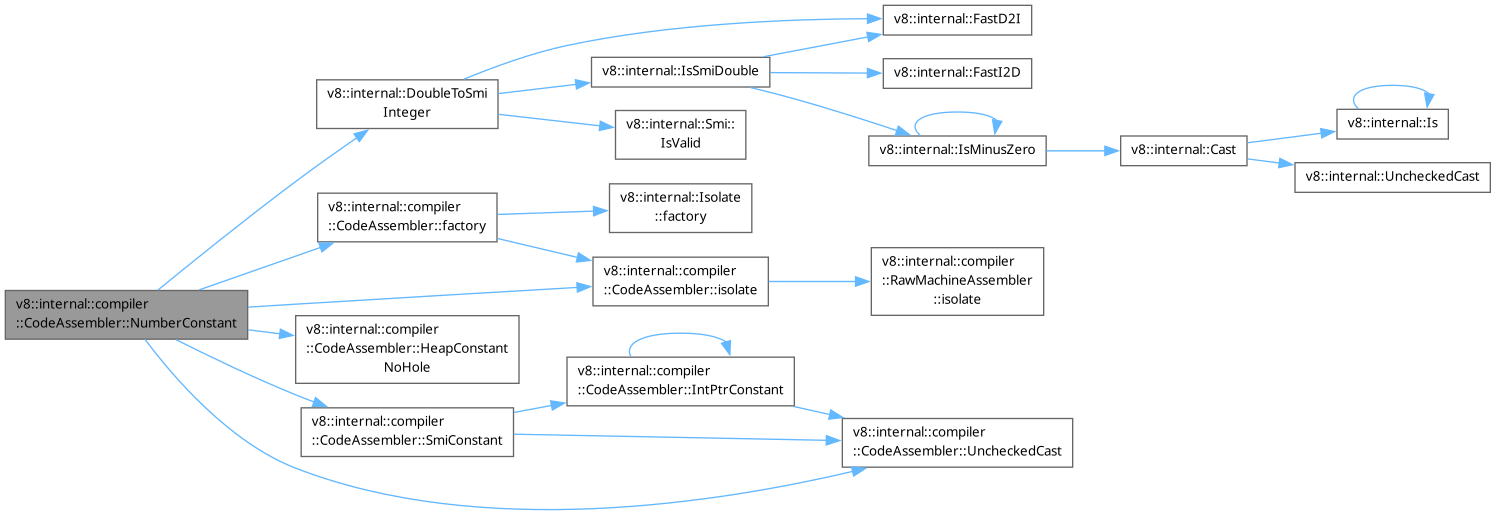 v8::internal::compiler
::CodeAssembler::NumberConstant
v8::internal::DoubleToSmi
Integer
v8::internal::compiler
::CodeAssembler::factory
v8::internal::compiler
::CodeAssembler::HeapConstant
NoHole
v8::internal::compiler
::CodeAssembler::SmiConstant
v8::internal::IsSmiDouble
v8::internal::Smi::
IsValid
v8::internal::Isolate
::factory
v8::internal::compiler
::CodeAssembler::isolate
v8::internal::compiler
::CodeAssembler::IntPtrConstant
v8::internal::FastD2I
v8::internal::FastI2D
v8::internal::IsMinusZero
v8::internal::compiler
::RawMachineAssembler
::isolate
v8::internal::compiler
::CodeAssembler::UncheckedCast
v8::internal::Cast
v8::internal::Is
v8::internal::UncheckedCast